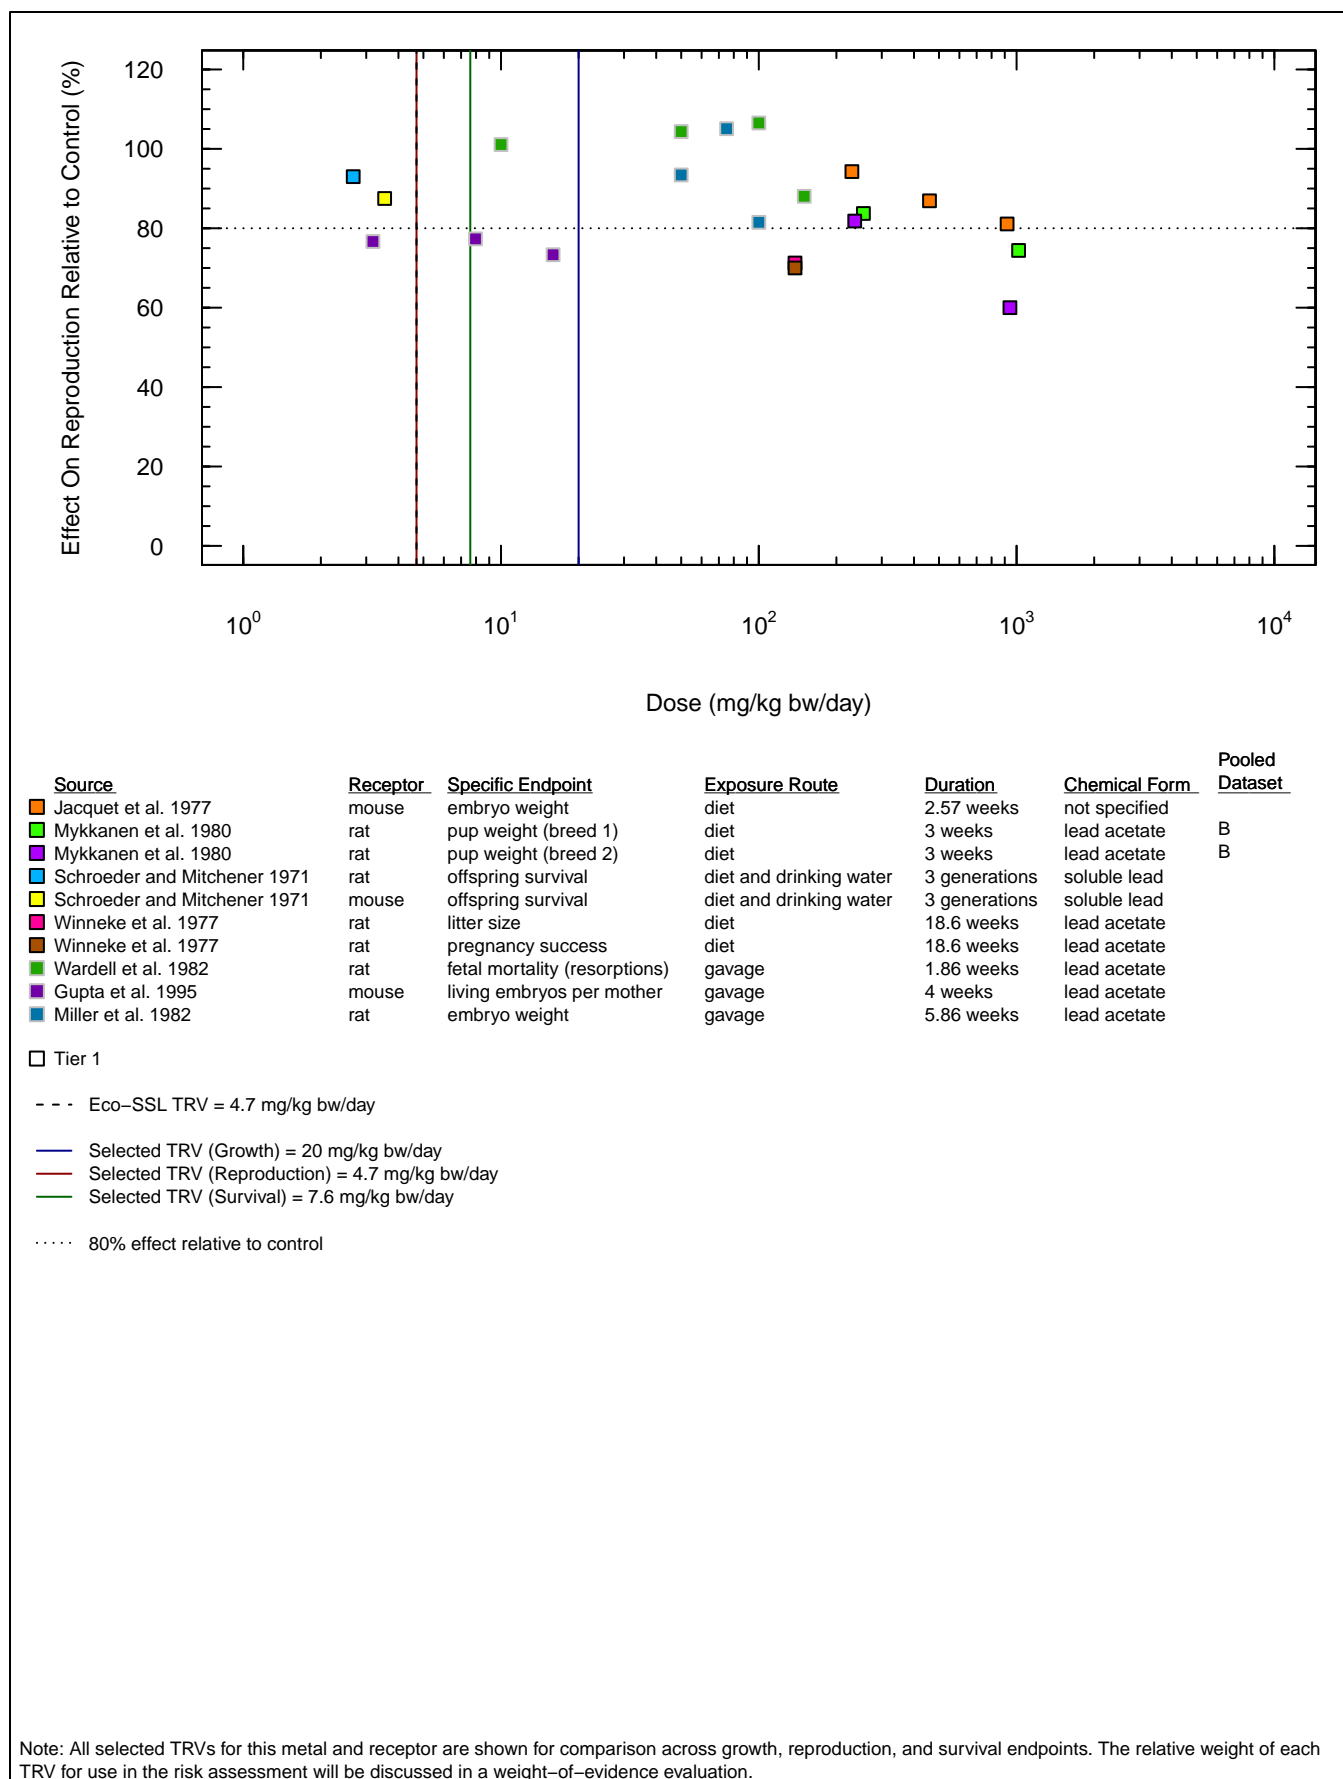 Effect On Reproduction Relative to Control (%)
120
100
80
60
40
20
0
10^0 10^1 10^2 10^3 10^4
Dose (mg/kg bw/day)
Source Receptor Specific Endpoint Exposure Route Duration Chemical Form Pooled Dataset
Jacquet et al. 1977 mouse embryo weight diet 2.57 weeks not specified
Mykkanen et al. 1980 rat pup weight (breed 1) diet 3 weeks lead acetate B
Mykkanen et al. 1980 rat pup weight (breed 2) diet 3 weeks lead acetate B
Schroeder and Mitchener 1971 rat offspring survival diet and drinking water 3 generations soluble lead
Schroeder and Mitchener 1971 mouse offspring survival diet and drinking water 3 generations soluble lead
Winneke et al. 1977 rat litter size diet 18.6 weeks lead acetate
Winneke et al. 1977 rat pregnancy success diet 18.6 weeks lead acetate
Wardell et al. 1982 rat fetal mortality (resorptions) gavage 1.86 weeks lead acetate
Gupta et al. 1995 mouse living embryos per mother gavage 4 weeks lead acetate
Miller et al. 1982 rat embryo weight gavage 5.86 weeks lead acetate
Tier 1
Eco−SSL TRV = 4.7 mg/kg bw/day
Selected TRV (Growth) = 20 mg/kg bw/day
Selected TRV (Reproduction) = 4.7 mg/kg bw/day
Selected TRV (Survival) = 7.6 mg/kg bw/day
80% effect relative to control
Note: All selected TRVs for this metal and receptor are shown for comparison across growth, reproduction, and survival endpoints. The relative weight of each
TRV for use in the risk assessment will be discussed in a weight−of−evidence evaluation.